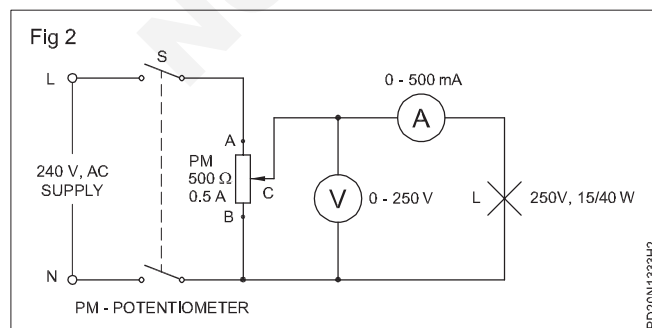 Fig 2
S
L
0 - 500 mA
A
A
PM
500 Ω
0.5 A
C
B
240 V, AC
SUPPLY
V
0 - 250 V
L
250V, 15/40 W
N
PM - POTENTIOMETER
PD20N1333H2